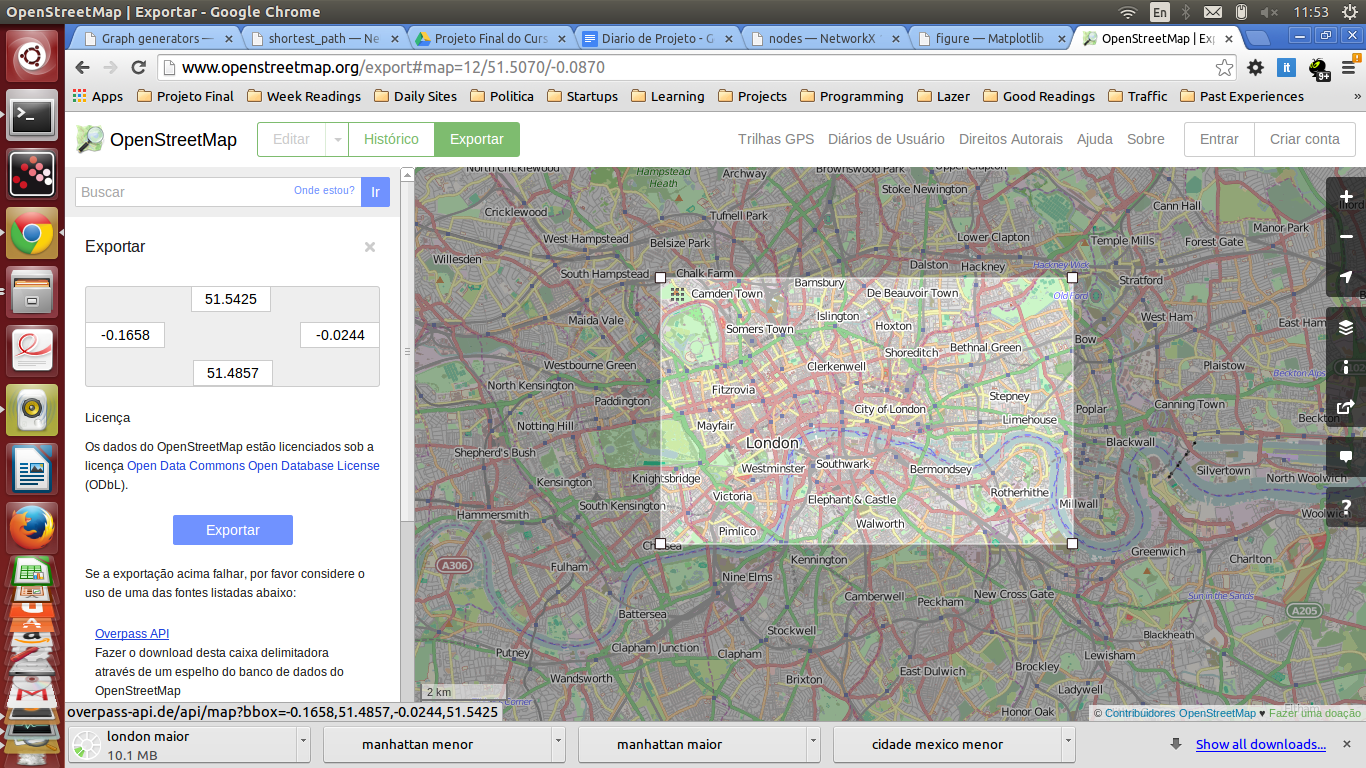 OpenStreetMap | Exportar - Google Chrome
En
11:53
Graph generators —
shortest_path — Ne
Projeto Final do Curs
Diario de Projeto - G
nodes — NetworkX
figure — Matplotlib
OpenStreetMap | Exp
www.openstreetmap.org/export#map=12/51.5070/-0.0870
it
9+
Apps
Projeto Final
Week Readings
Daily Sites
Politica
Startups
Learning
Projects
Programming
Lazer
Good Readings
Traffic
Past Experiences
»
OpenStreetMap
Editar
Histórico
Exportar
Trilhas GPS
Diários de Usuário
Direitos Autorais
Ajuda
Sobre
Entrar
Criar conta
Buscar
Onde estou?
Ir
Exportar
51.5425
-0.1658
-0.0244
51.4857
Licença
Os dados do OpenStreetMap estão licenciados sob a
licença Open Data Commons Open Database License
(ODbL).
Exportar
Se a exportação acima falhar, por favor considere o
uso de uma das fontes listadas abaixo:
Overpass API
Fazer o download desta caixa delimitadora
através de um espelho do banco de dados do
OpenStreetMap
overpass-api.de/api/map?bbox=-0.1658,51.4857,-0.0244,51.5425
North Cricklewood
Hampstead
Heath
Archway
Brownswood Park
Upper Clapton
Stoke Newington
Cricklewood
Tufnell Park
Cann Hall
Manor Park
Ilford
West Hampstead
Belsize Park
Lower Clapton
Temple Mills
Forest Gate
Willesden
South Hampstead
Chalk Farm
Dalston
Hackney
Hackney Wick
Stratford
Camden Town
Barnsbury
De Beauvoir Town
Old Ford
Maida Vale
Somers Town
Islington
Hoxton
West Ham
East Ham
Shoreditch
Bethnal Green
Bow
Westbourne Green
Clerkenwell
Plaistow
Beckton Alps
North Kensington
Paddington
Fitzrovia
Stepney
City of London
Limehouse
Poplar
Canning Town
Beckton
Notting Hill
Mayfair
London
Blackwall
Shepherd's Bush
Westminster
Southwark
Bermondsey
Silvertown
North Woolwich
Kensington
Knightsbridge
Victoria
Elephant & Castle
Rotherhithe
Millwall
Hammersmith
South Kensington
Walworth
Woolwic
Pimlico
Chelsea
Kennington
Greenwich
Charlton
A306
Fulham
Nine Elms
New Cross Gate
Sun in the Sands
A205
Camberwell
Peckham
Battersea
Stockwell
Blackheath
Putney
Clapham Junction
Clapham
Lewisham
Wandsworth
Brixton
East Dulwich
Brockley
Ladywell
Honor Oak
Eltham
Corner
2 km
© Contribuidores OpenStreetMap ♥ Fazer uma doação
london maior
10.1 MB
manhattan menor
manhattan maior
cidade mexico menor
Show all downloads...